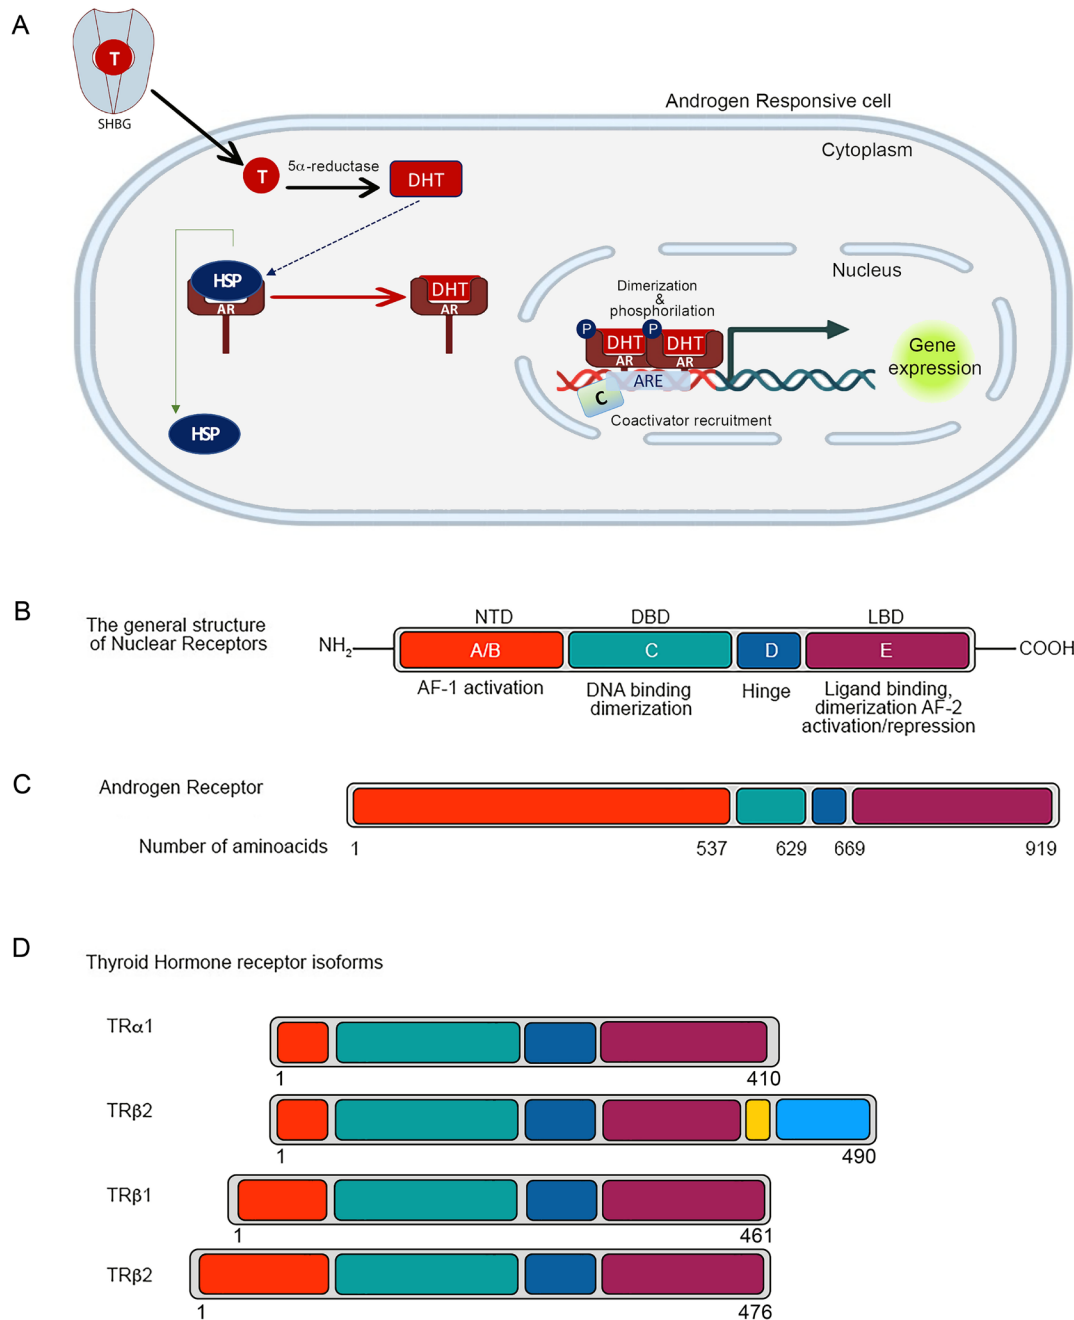 A
T
SHBG
Androgen Responsive cell
Cytoplasm
T
5α-reductase
DHT
HSP
AR
DHT
AR
HSP
Nucleus
Dimerization
&
phosphorilation
P
P
DHT
DHT
AR
AR
ARE
C
Coactivator recruitment
Gene
expression
B
The general structure
of Nuclear Receptors
NTD
DBD
LBD
NH2
A/B
C
D
E
COOH
AF-1 activation
DNA binding
dimerization
Hinge
Ligand binding,
dimerization AF-2
activation/repression
C
Androgen Receptor
Number of aminoacids
1
537
629
669
919
D
Thyroid Hormone receptor isoforms
TRα1
1
410
TRβ2
1
490
TRβ1
1
461
TRβ2
1
476